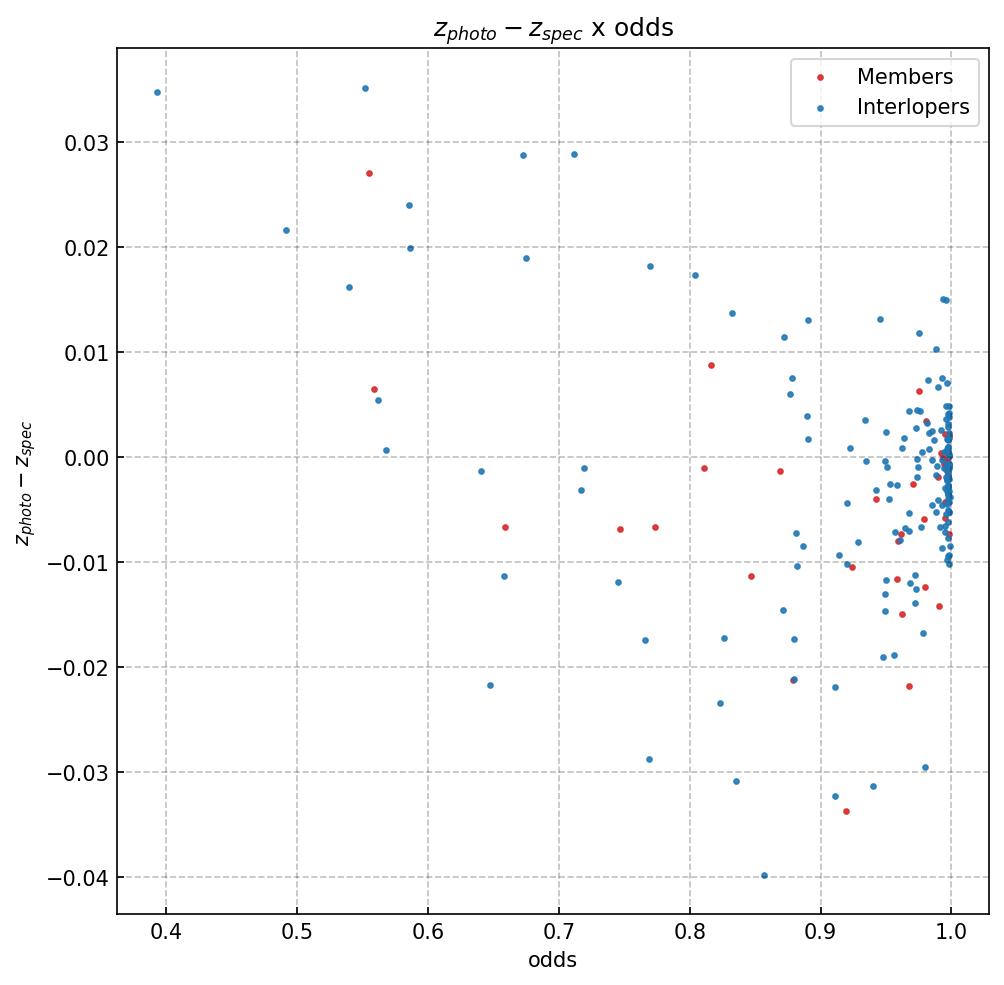 z_photo − z_spec x odds
Members
Interlopers
0.03
0.02
0.01
0.00
−0.01
−0.02
−0.03
−0.04
z_photo − z_spec
0.4 0.5 0.6 0.7 0.8 0.9 1.0
odds